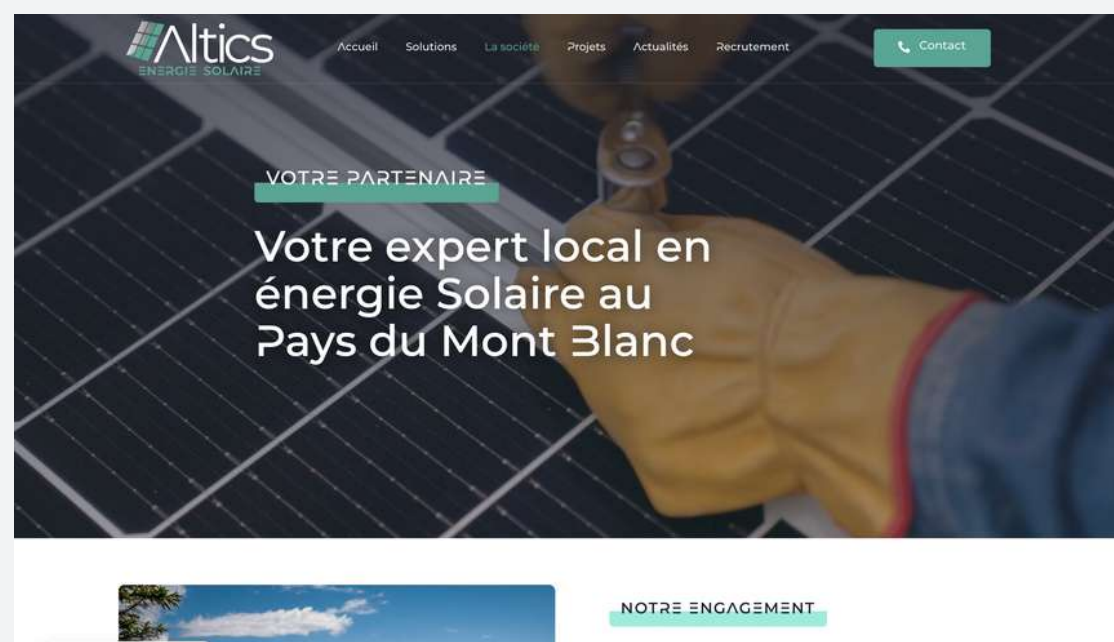 Altics
ENERGIE SOLAIRE
Accueil Solutions La société Projets Actualités Recrutement Contact
VOTRE PARTENAIRE
Votre expert local en
énergie Solaire au
Pays du Mont Blanc
NOTRE ENGAGEMENT